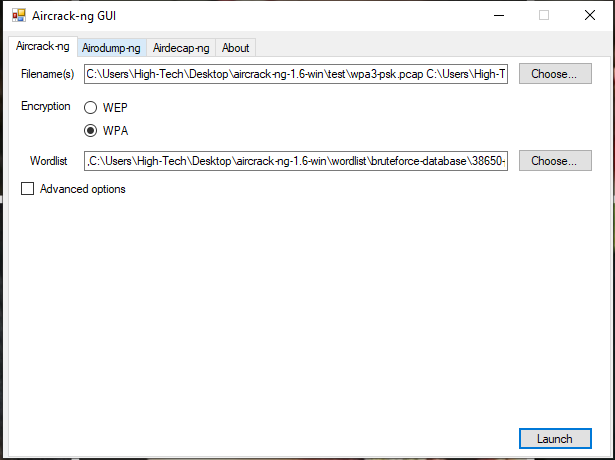 Aircrack-ng GUI
Aircrack-ng Airodump-ng Airdecap-ng About
Filename(s) C:\Users\High-Tech\Desktop\aircrack-ng-1.6-win\test\wpa3-psk.pcap C:\Users\High-T Choose...
Encryption WEP
WPA
Wordlist ,C:\Users\High-Tech\Desktop\aircrack-ng-1.6-win\wordlist\bruteforce-database\38650- Choose...
Advanced options
Launch